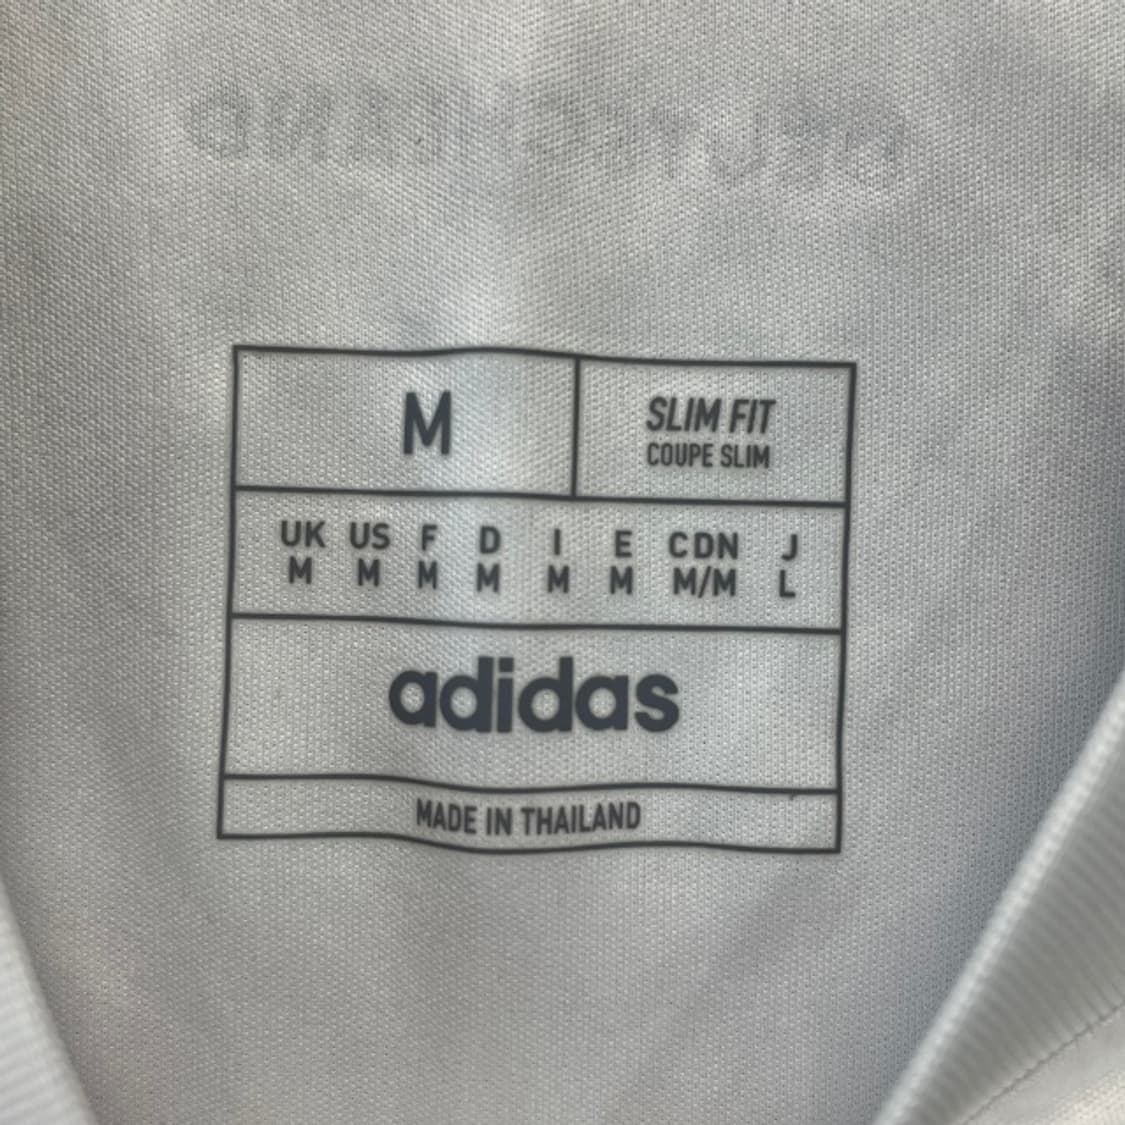 M
SLIM FIT
COUPE SLIM
UK US F D I E CDN J
M M M M M M M/M L
adidas
MADE IN THAILAND